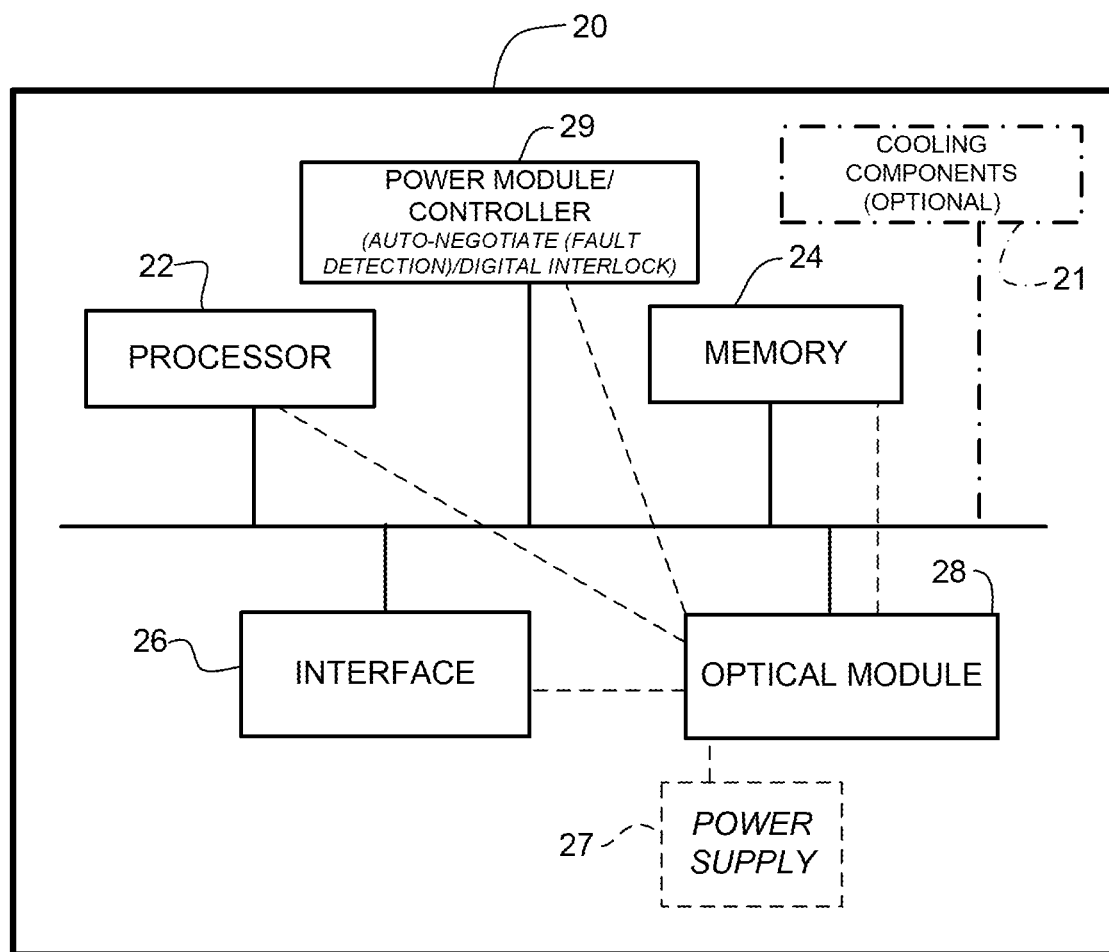 20
29
POWER MODULE/
CONTROLLER
(AUTO-NEGOTIATE (FAULT
DETECTION)/DIGITAL INTERLOCK)
COOLING
COMPONENTS
(OPTIONAL)
21
22
PROCESSOR
24
MEMORY
26
INTERFACE
28
OPTICAL MODULE
27
POWER
SUPPLY